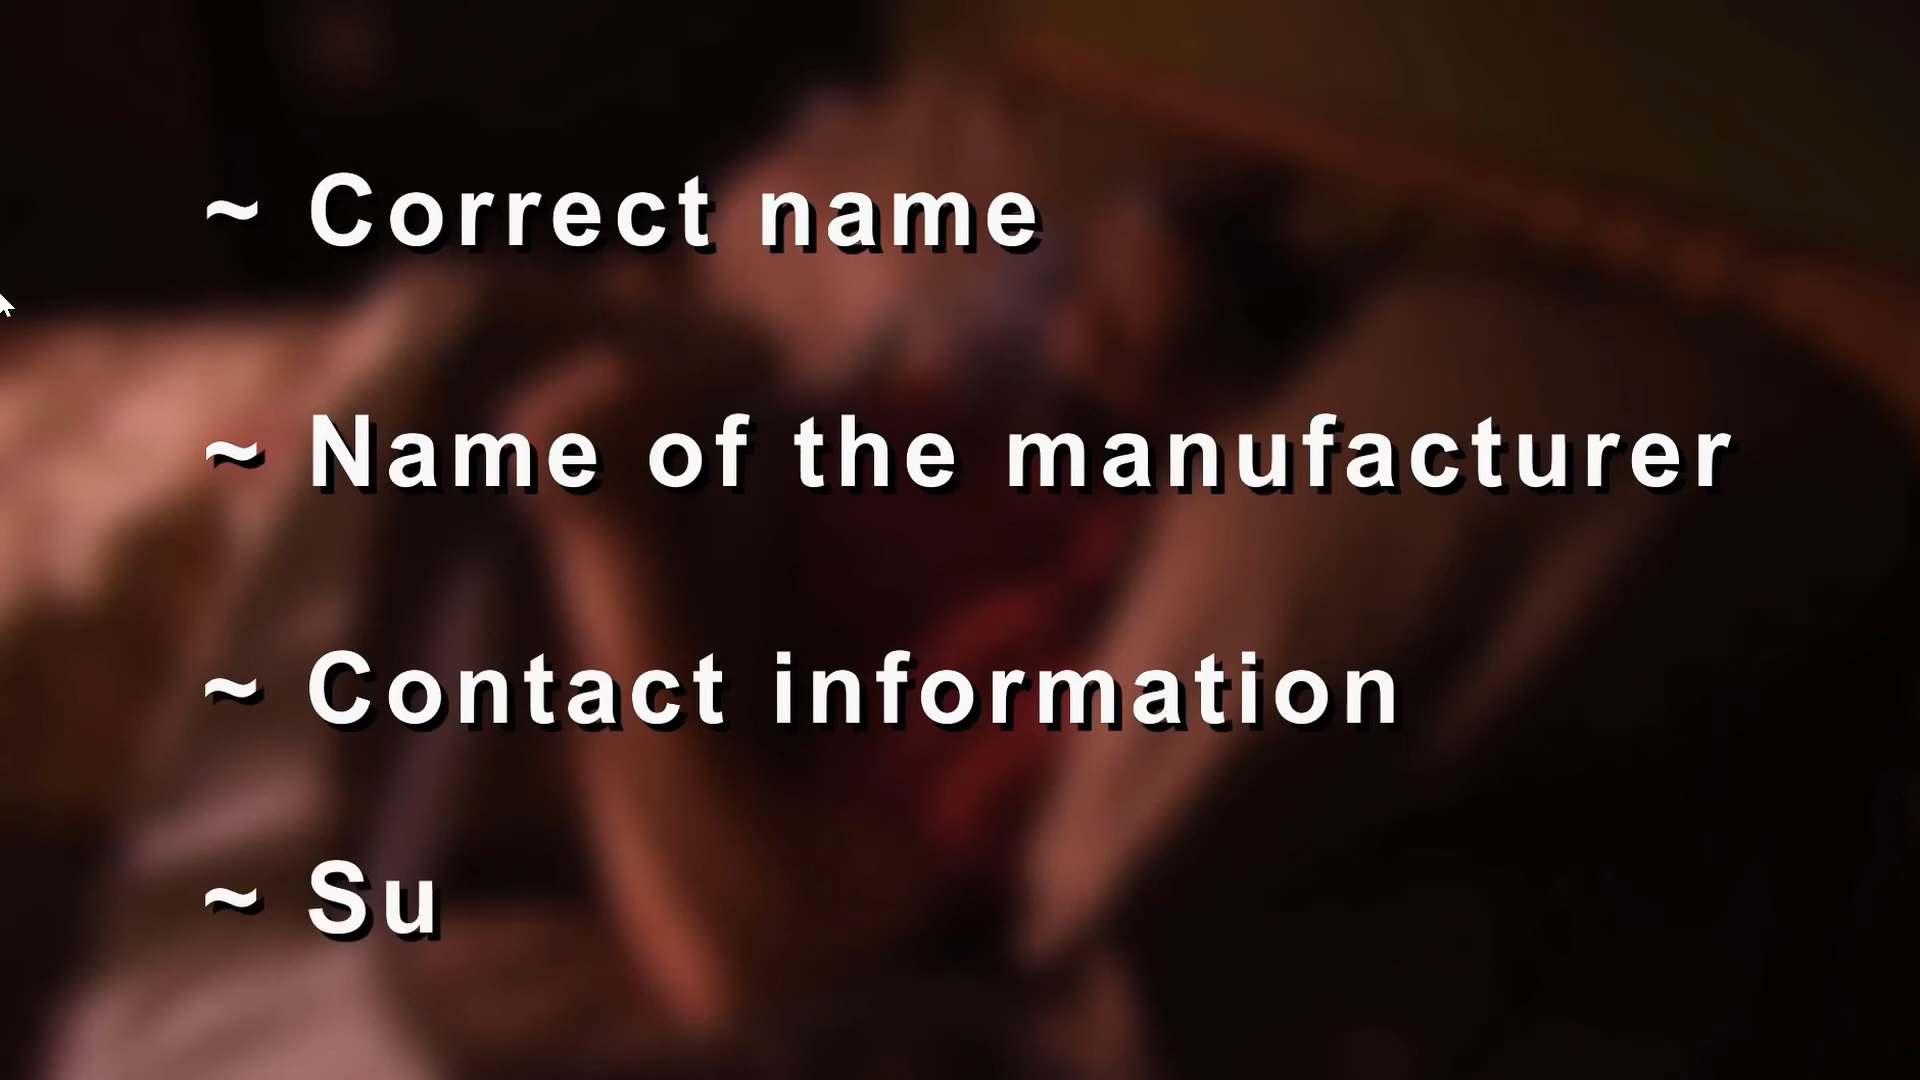 ~ Correct name
~ Name of the manufacturer
~ Contact information
~ Su